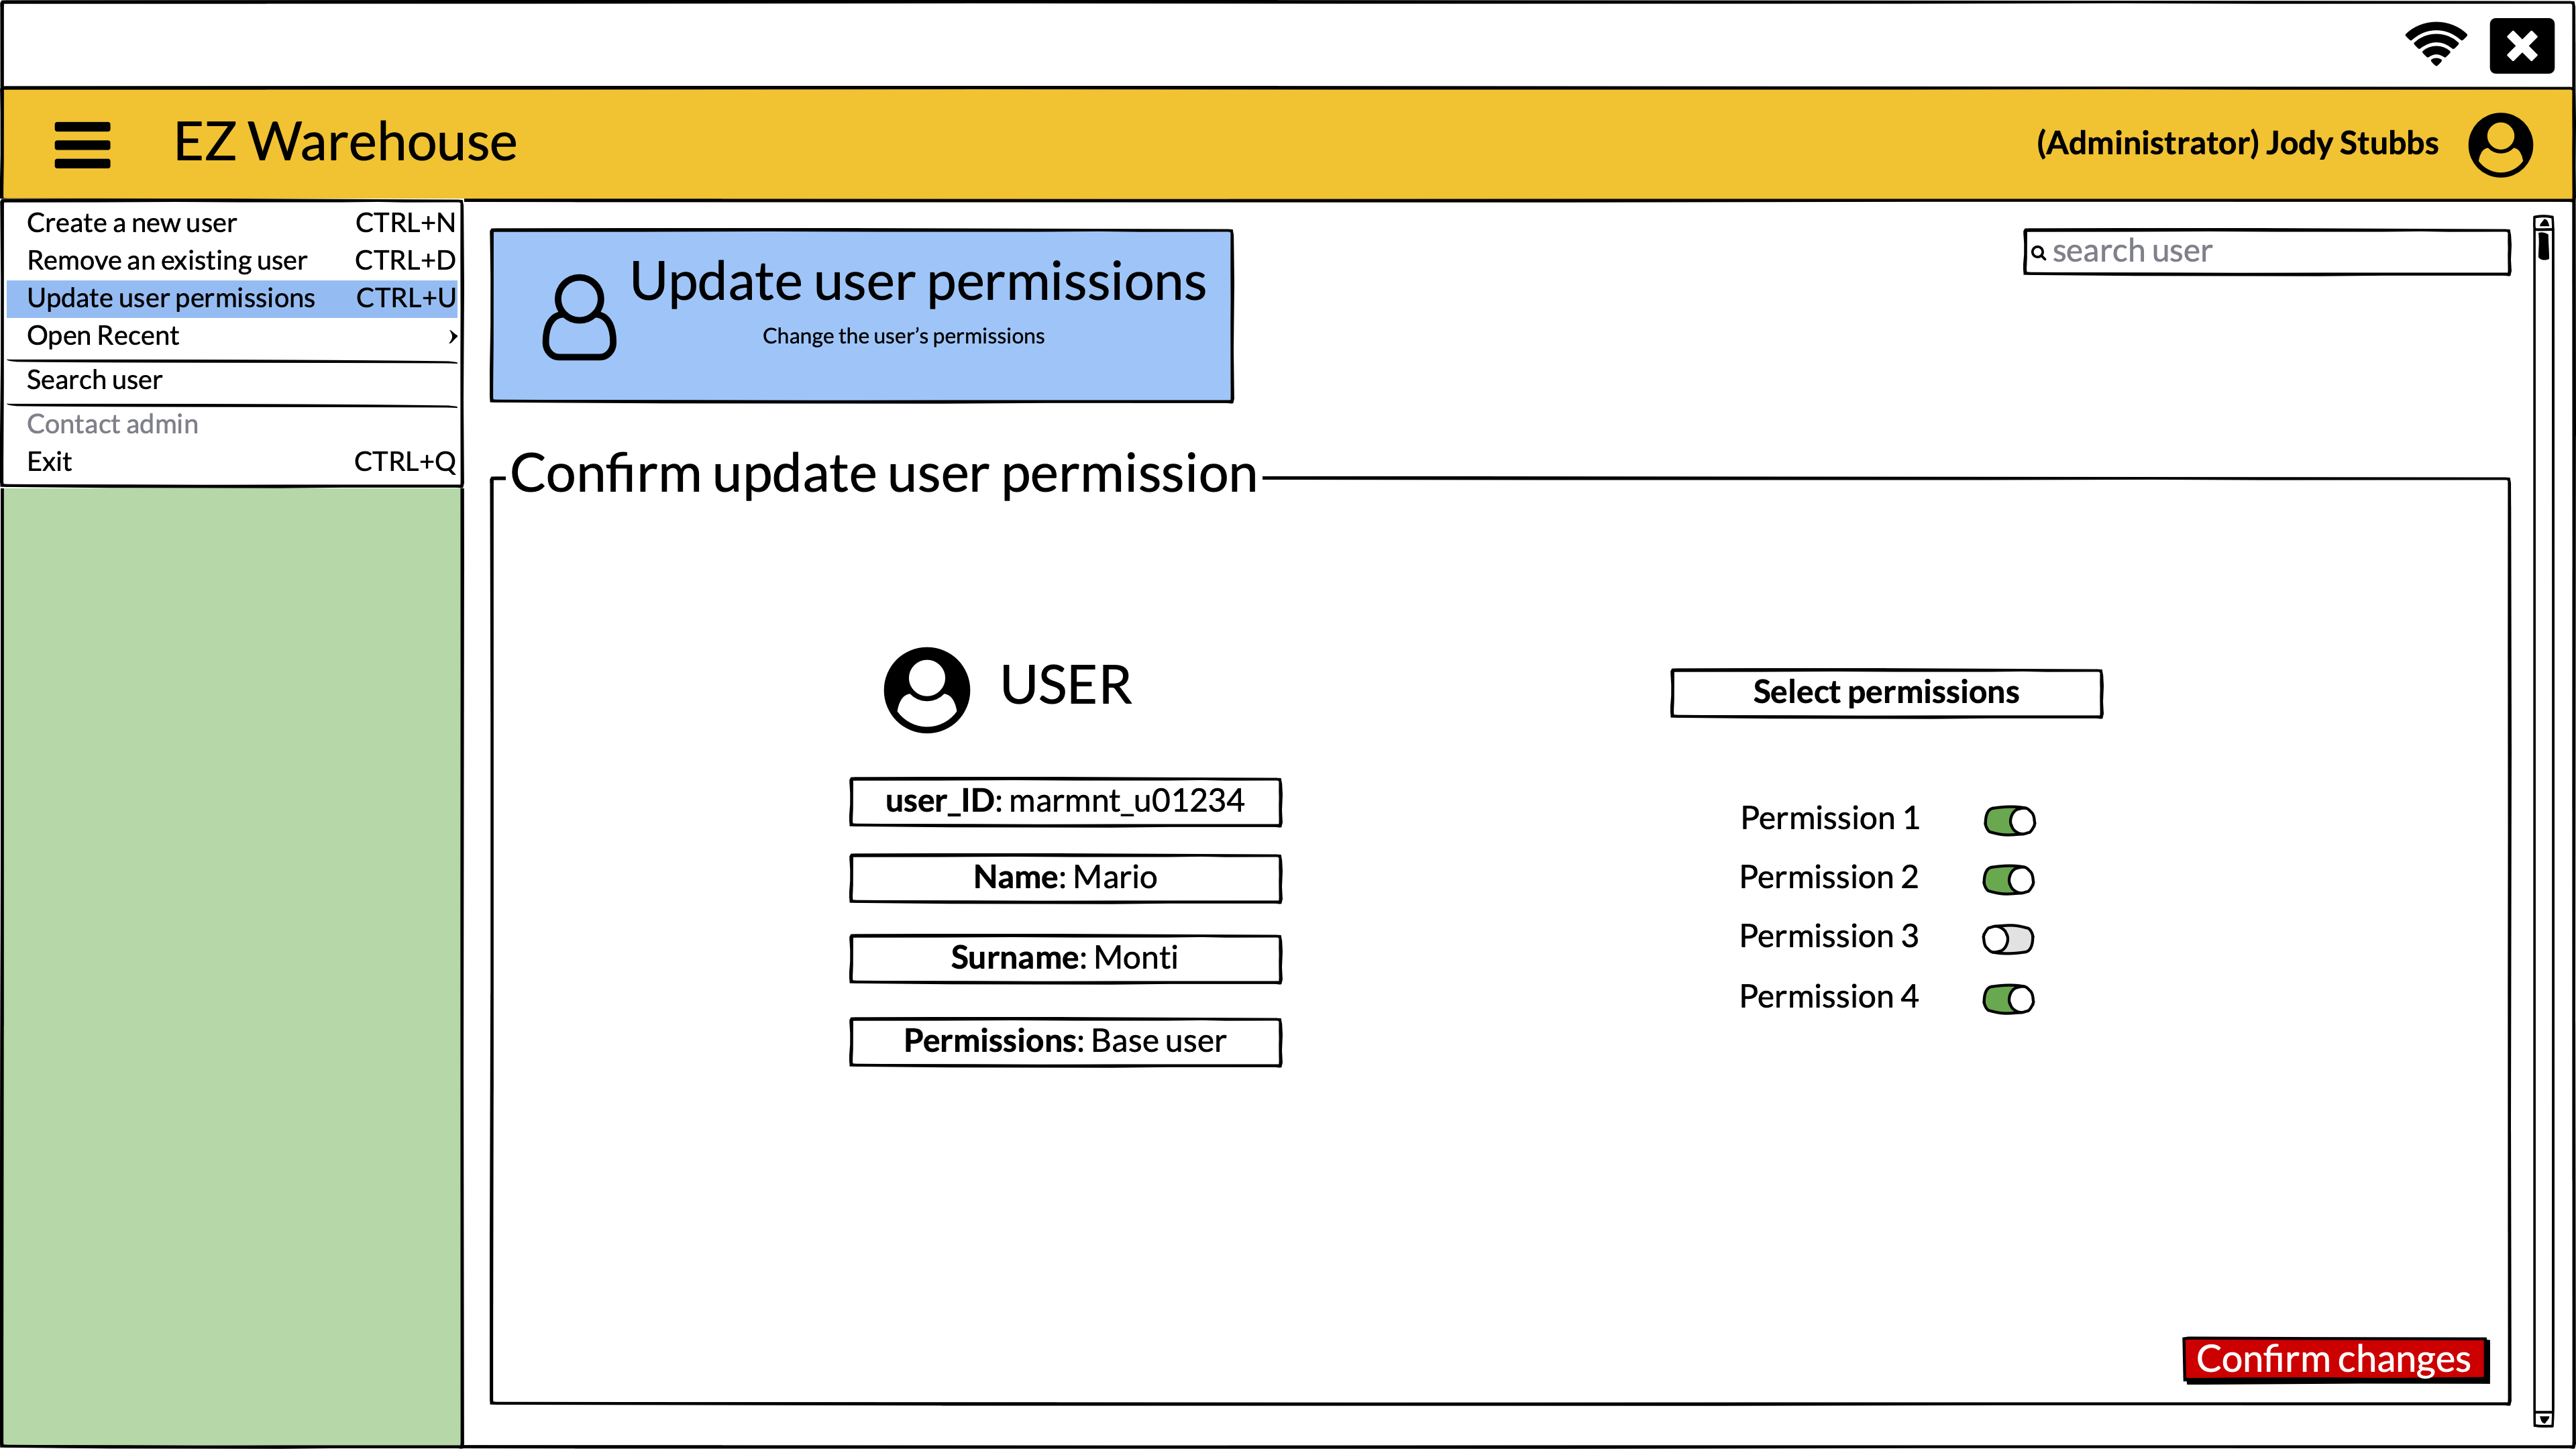 EZ Warehouse
(Administrator) Jody Stubbs
Create a new user CTRL+N
Remove an existing user CTRL+D
Update user permissions CTRL+U
Open Recent
Search user
Contact admin
Exit CTRL+Q
Update user permissions
Change the user's permissions
search user
Confirm update user permission
USER
user_ID: marmnt_u01234
Name: Mario
Surname: Monti
Permissions: Base user
Select permissions
Permission 1
Permission 2
Permission 3
Permission 4
Confirm changes